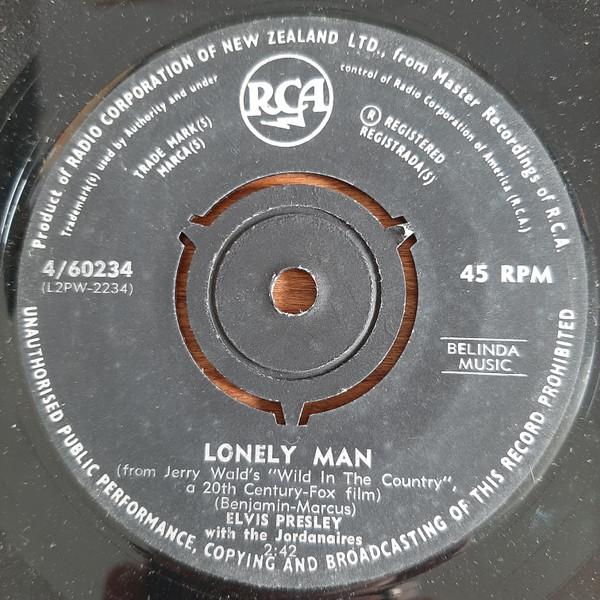 Product of RADIO CORPORATION OF NEW ZEALAND LTD., from Master Recordings of R.C.A.
Trademark(s) used by Authority and under control of Radio Corporation of America (R.C.A.)
RCA
TRADE MARK(S)
MARCA(S)
® REGISTERED
REGISTRADA(S)
4/60234
(L2PW-2234)
45 RPM
BELINDA
MUSIC
LONELY MAN
(from Jerry Wald's "Wild In The Country",
a 20th Century-Fox film)
(Benjamin-Marcus)
ELVIS PRESLEY
with the Jordanaires
2:42
UNAUTHORISED PUBLIC PERFORMANCE, COPYING AND BROADCASTING OF THIS RECORD PROHIBITED